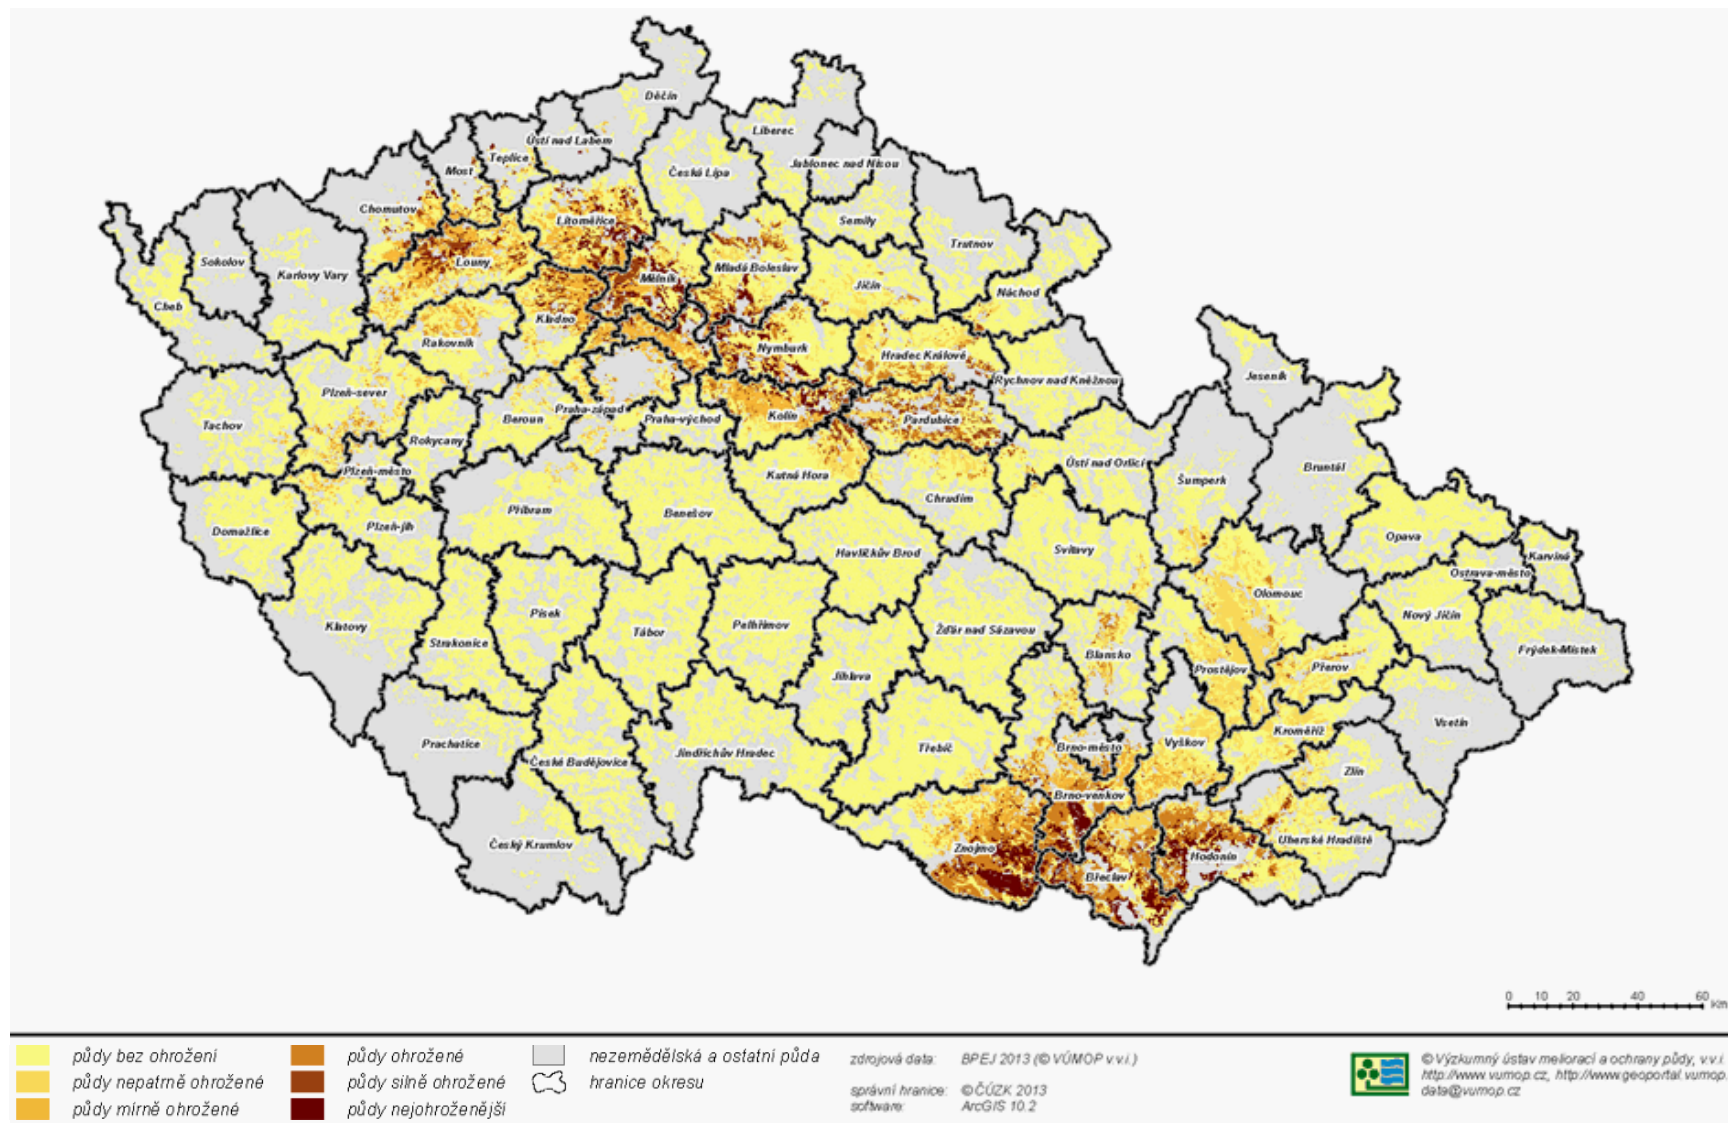 Děčín
Liberec
Ústí nad Labem
Teplice
Jablonec nad Nisou
Most
Česká Lípa
Chomutov
Litoměřice
Semily
Trutnov
Sokolov
Louny
Mladá Boleslav
Karlovy Vary
Mělník
Jičín
Náchod
Cheb
Kladno
Rakovník
Nymburk
Hradec Králové
Rychnov nad Kněžnou
Jeseník
Plzeň-sever
Praha-západ
Kolín
Praha-východ
Beroun
Pardubice
Tachov
Rokycany
Plzeň-město
Ústí nad Orlicí
Bruntál
Kutná Hora
Šumperk
Chrudim
Příbram
Benešov
Plzeň-jih
Domažlice
Opava
Havlíčkův Brod
Svitavy
Karviná
Ostrava-město
Olomouc
Písek
Nový Jičín
Klatovy
Pelhřimov
Tábor
Žďár nad Sázavou
Strakonice
Blansko
Frýdek-Místek
Přerov
Prostějov
Jihlava
Vsetín
Kroměříž
Prachatice
Vyškov
Brno-město
Třebíč
Jindřichův Hradec
České Budějovice
Zlín
Brno-venkov
Uherské Hradiště
Český Krumlov
Znojmo
Hodonín
Břeclav
0 10 20 40 60
Km
půdy bez ohrožení
půdy nepatrně ohrožené
půdy mírně ohrožené
půdy ohrožené
půdy silně ohrožené
půdy nejohroženější
nezemědělská a ostatní půda
hranice okresu
zdrojová data: BPEJ 2013 (© VÚMOP v.v.i.)
správní hranice: © ČÚZK 2013
software: ArcGIS 10.2
© Výzkumný ústav meliorací a ochrany půdy, v.v.i.
http://www.vumop.cz, http://www.geoportal.vumop.
data@vumop.cz